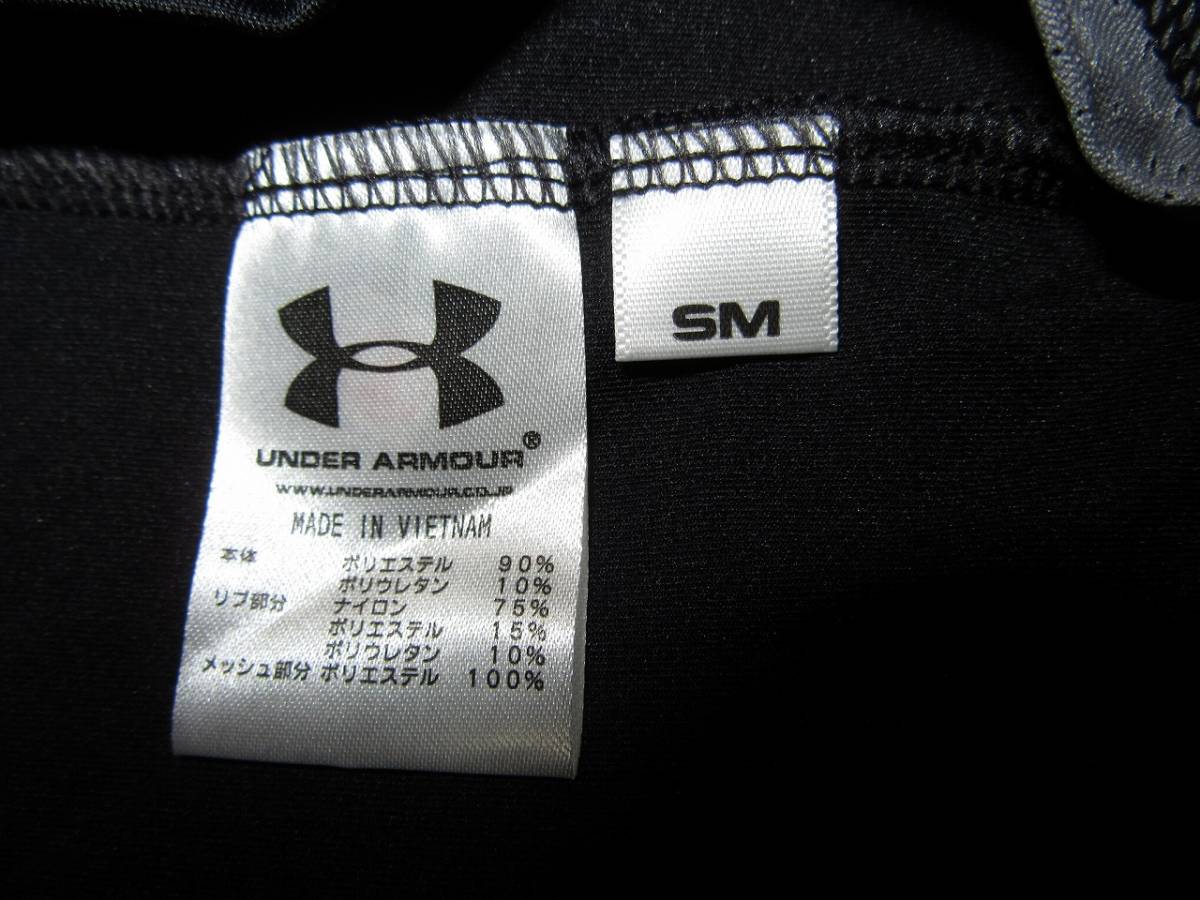 UNDER ARMOUR®
WWW.UNDERARMOUR.CO.JP
MADE IN VIETNAM
本体 ポリエステル 90%
ポリウレタン 10%
リブ部分 ナイロン 75%
ポリエステル 15%
ポリウレタン 10%
メッシュ部分 ポリエステル 100%
SM